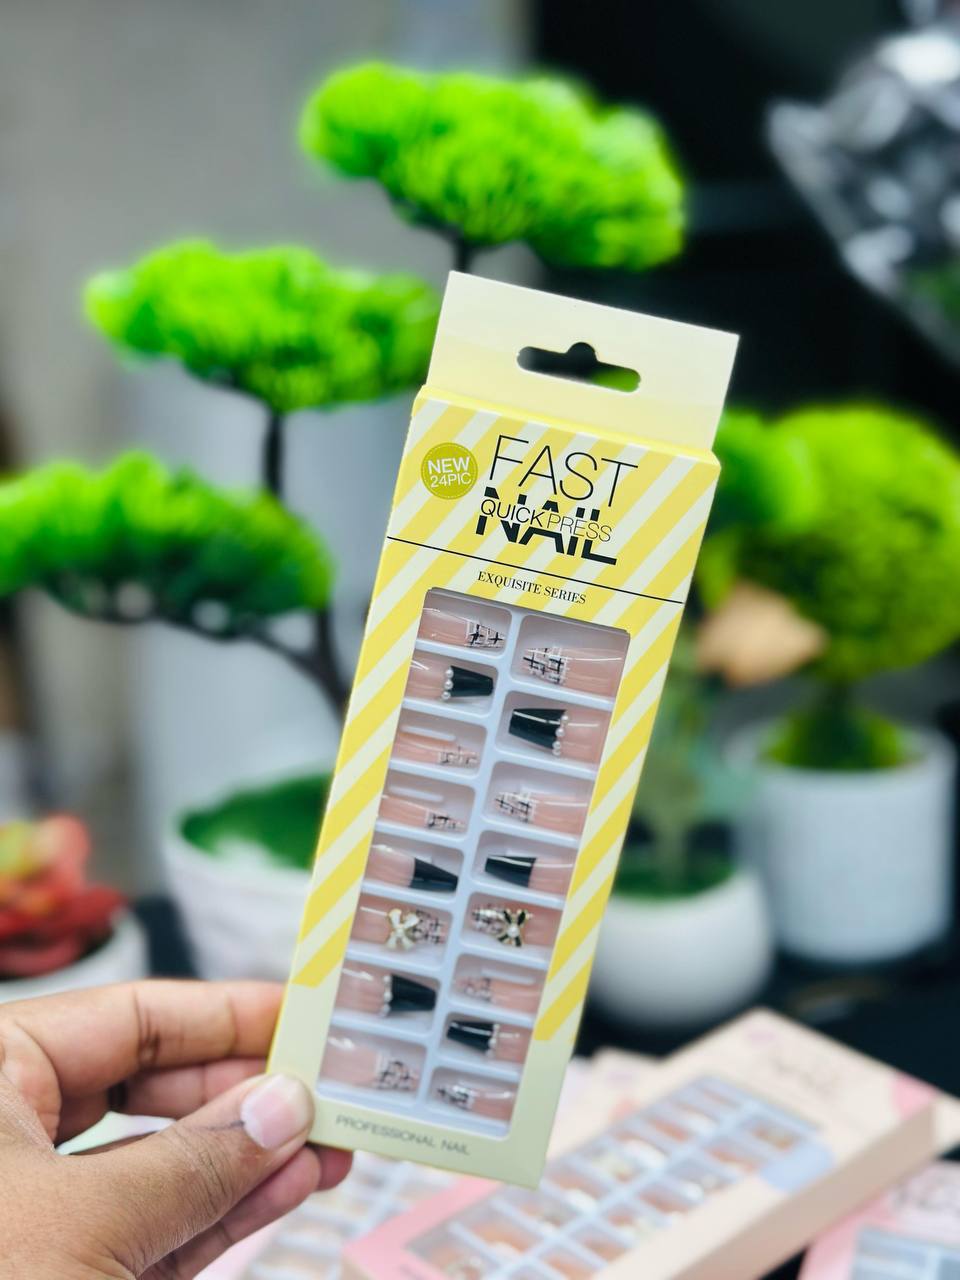 NEW
24PIC
FAST
NAIL
QUICKPRESS
EXQUISITE SERIES
PROFESSIONAL NAIL